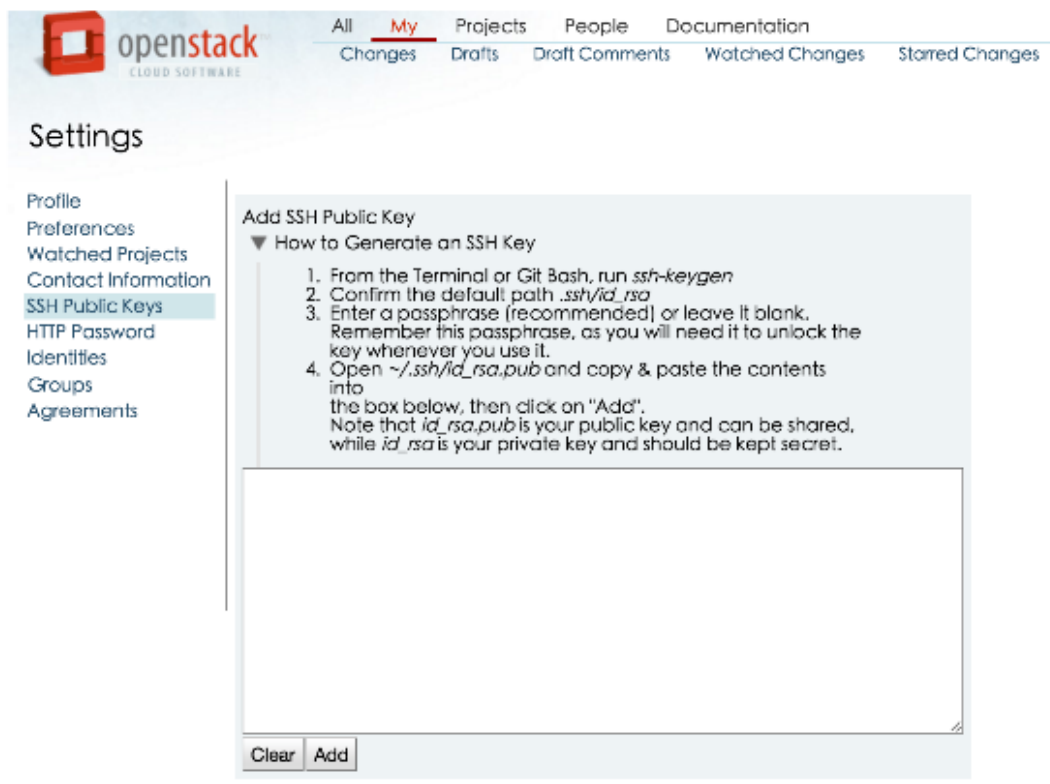 openstack
CLOUD SOFTWARE
All My Projects People Documentation
Changes Drafts Draft Comments Watched Changes Starred Changes
Settings
Profile
Preferences
Watched Projects
Contact Information
SSH Public Keys
HTTP Password
Identities
Groups
Agreements
Add SSH Public Key
How to Generate an SSH Key
1. From the Terminal or Git Bash, run ssh-keygen
2. Confirm the default path .ssh/id_rsa
3. Enter a passphrase (recommended) or leave it blank.
Remember this passphrase, as you will need it to unlock the
key whenever you use it.
4. Open ~/.ssh/id_rsa.pub and copy & paste the contents
into
the box below, then click on "Add".
Note that id_rsa.pub is your public key and can be shared,
while id_rsa is your private key and should be kept secret.
Clear Add